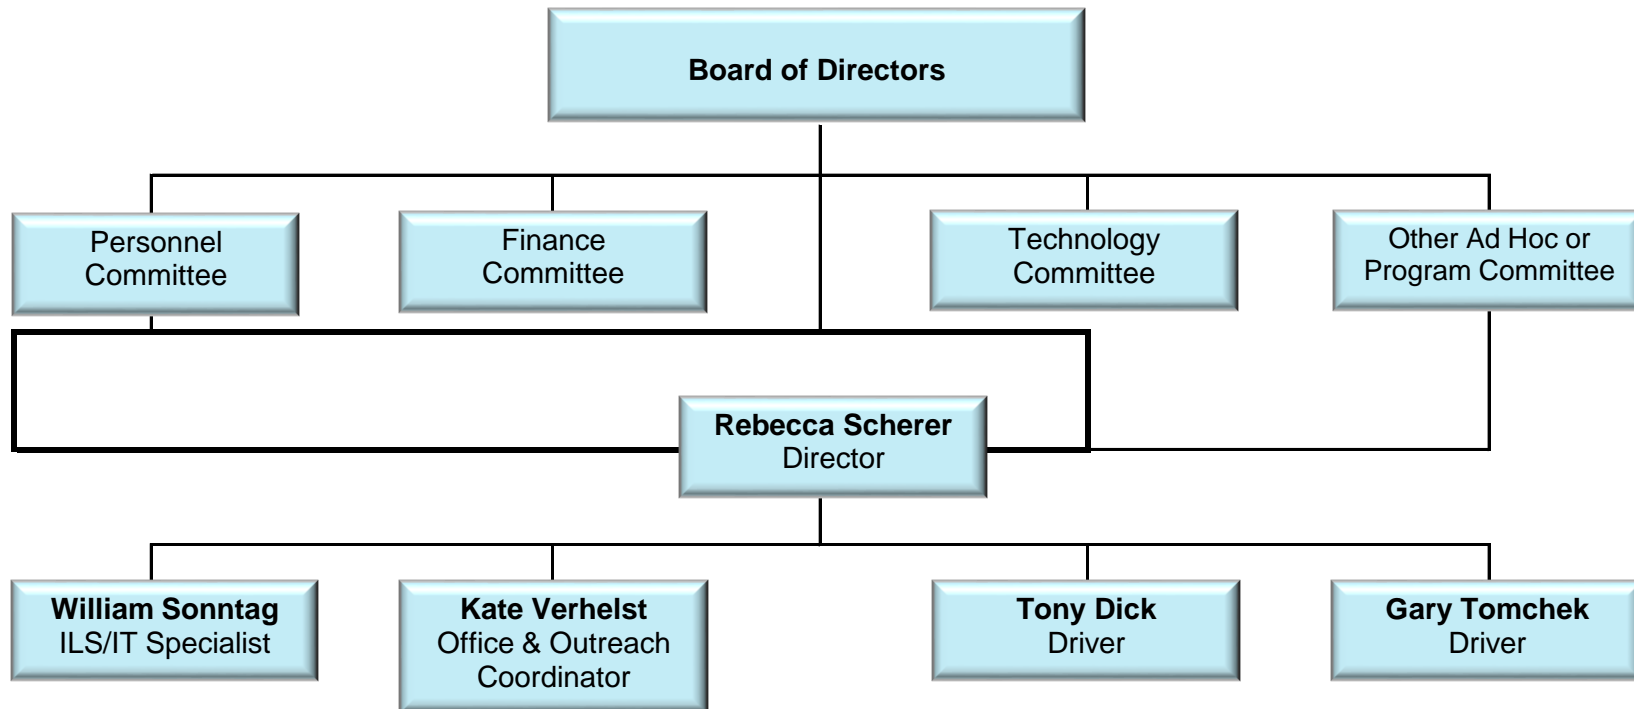 Board of Directors
Personnel
Committee
Finance
Committee
Technology
Committee
Other Ad Hoc or
Program Committee
Rebecca Scherer
Director
William Sonntag
ILS/IT Specialist
Kate Verhelst
Office & Outreach
Coordinator
Tony Dick
Driver
Gary Tomchek
Driver